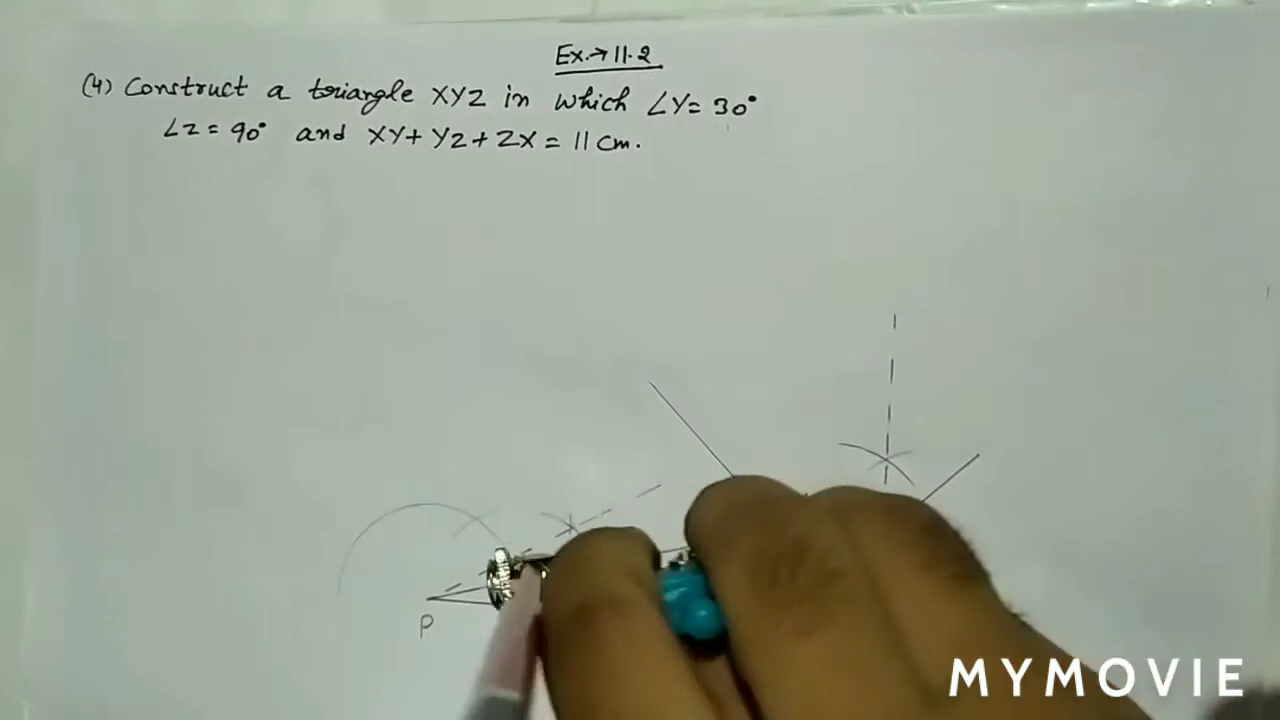 Ex.→11.2
(4) Construct a triangle XYZ in which ∠Y= 30°
∠Z = 90° and XY+ YZ+ ZX = 11 cm.
P
MYMOVIE